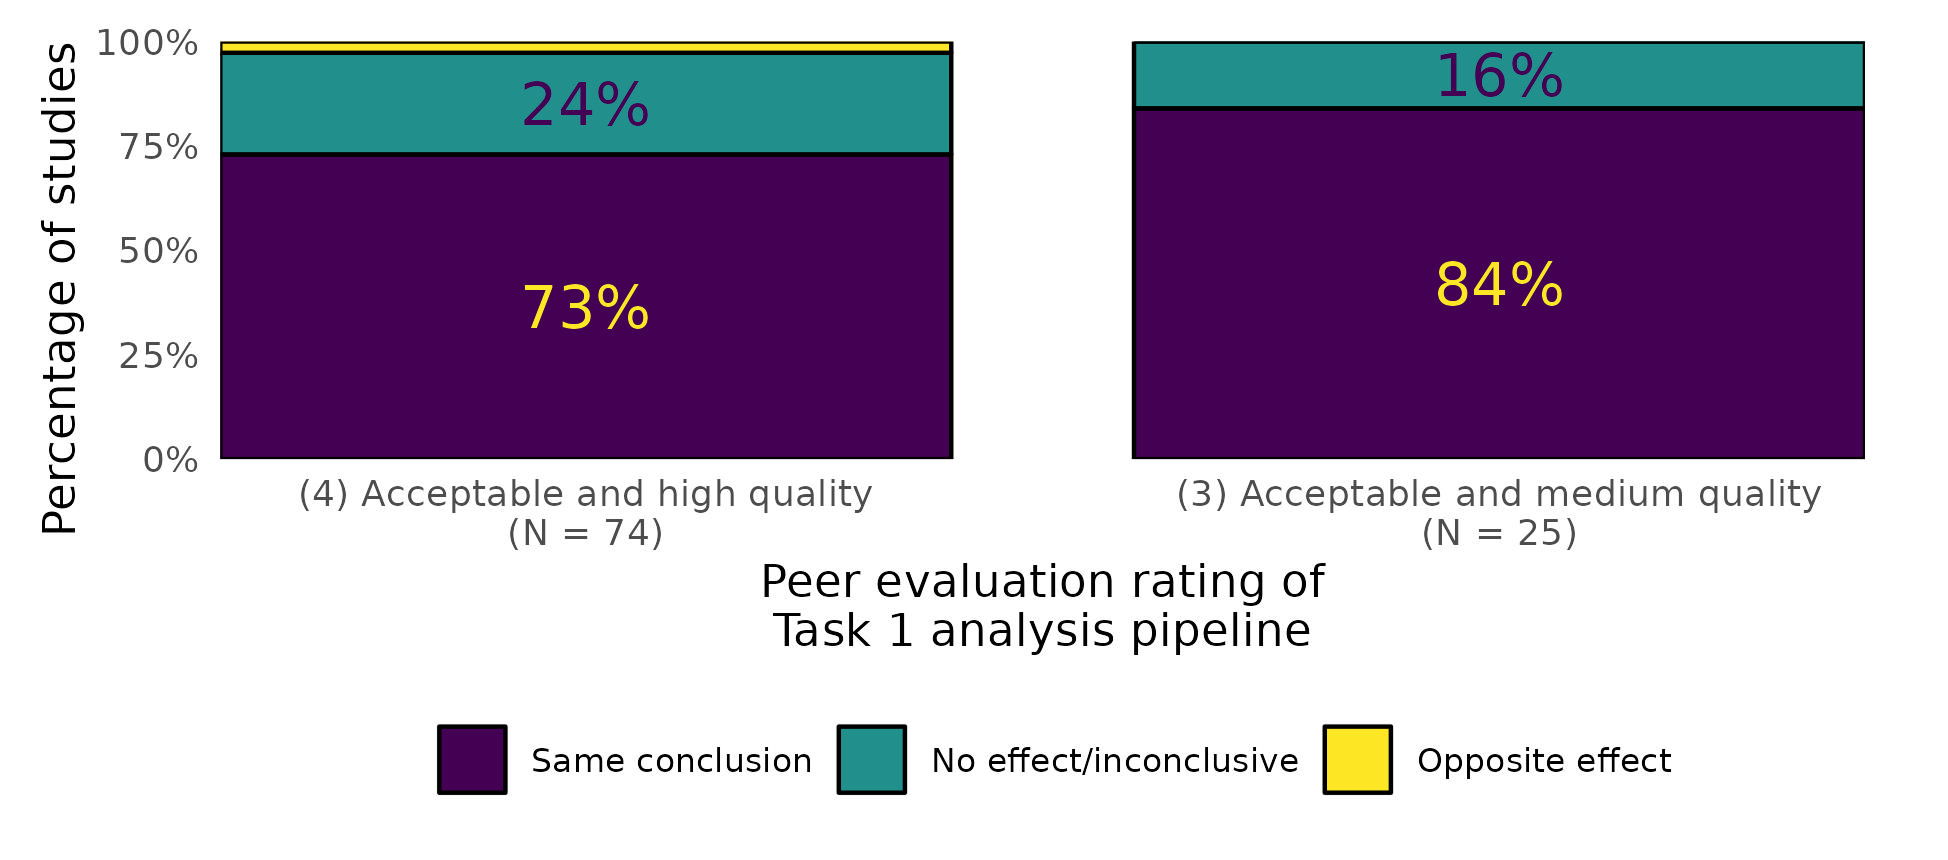 Percentage of studies
100%
75%
50%
25%
0%
24%
73%
16%
84%
(4) Acceptable and high quality
(N = 74)
(3) Acceptable and medium quality
(N = 25)
Peer evaluation rating of
Task 1 analysis pipeline
Same conclusion
No effect/inconclusive
Opposite effect